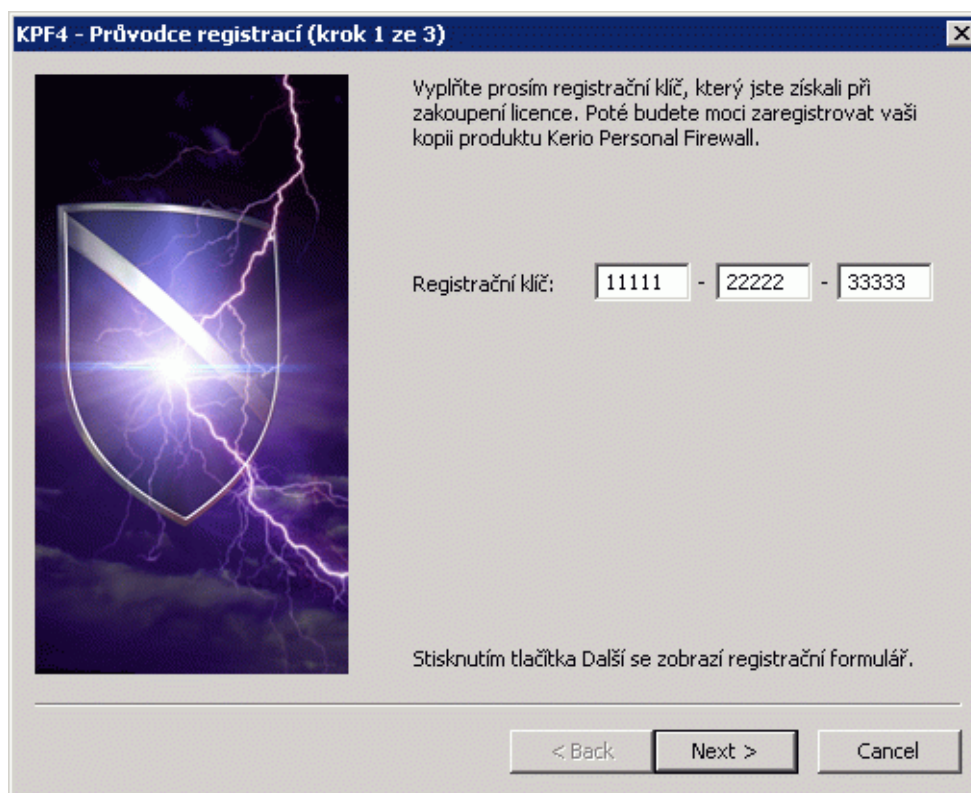 KPF4 - Průvodce registrací (krok 1 ze 3)
Vyplňte prosím registrační klíč, který jste získali při
zakoupení licence. Poté budete moci zaregistrovat vaši
kopii produktu Kerio Personal Firewall.
Registrační klíč: 11111 - 22222 - 33333
Stisknutím tlačítka Další se zobrazí registrační formulář.
< Back Next > Cancel